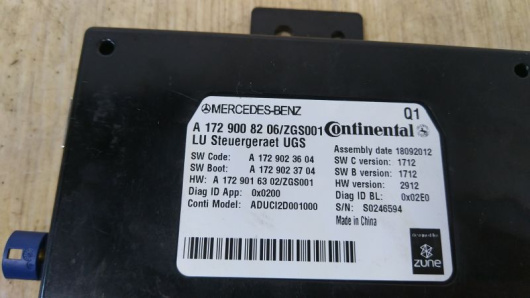 MERCEDES-BENZ
Q1
A 172 900 82 06/ZGS001
Continental
LU Steuergeraet UGS
Assembly date 18092012
SW Code: A 172 902 36 04
SW C version: 1712
SW Boot: A 172 902 37 04
SW B version: 1712
HW: A 172 901 63 02/ZGS001
HW version: 2912
Diag ID App: 0x0200
Diag ID BL: 0x02E0
Conti Model: ADUCI2D001000
S/N: S0246594
Made in China
zune